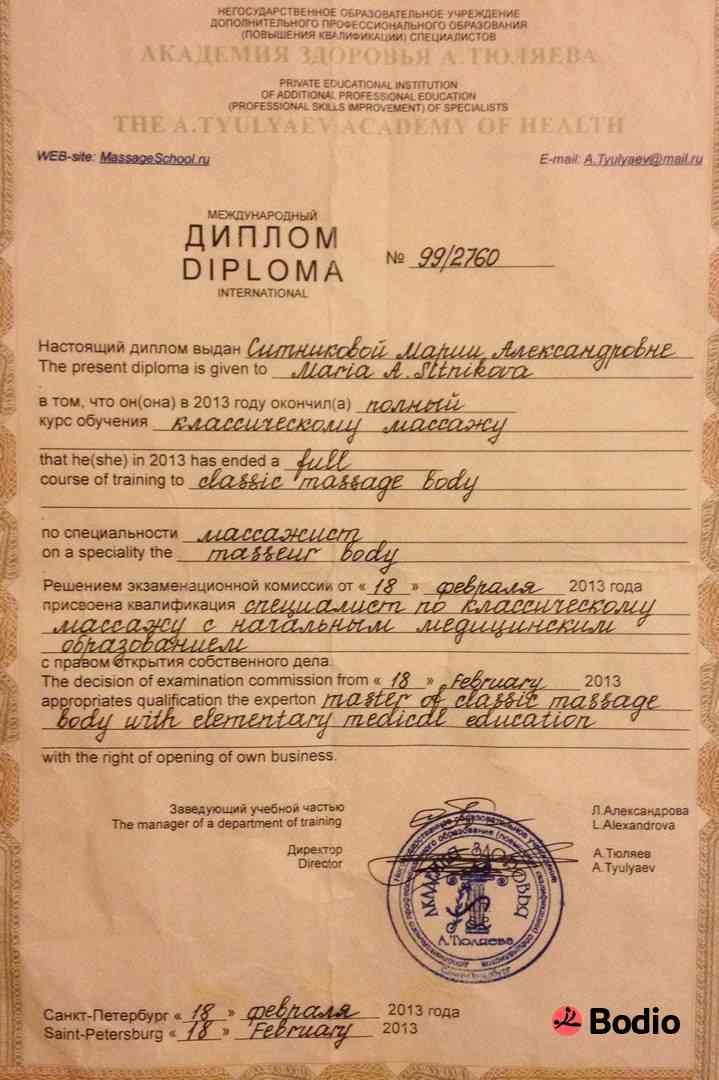 НЕГОСУДАРСТВЕННОЕ ОБРАЗОВАТЕЛЬНОЕ УЧРЕЖДЕНИЕ
ДОПОЛНИТЕЛЬНОГО ПРОФЕССИОНАЛЬНОГО ОБРАЗОВАНИЯ
(ПОВЫШЕНИЯ КВАЛИФИКАЦИИ) СПЕЦИАЛИСТОВ
АКАДЕМИЯ ЗДОРОВЬЯ А.ТЮЛЯЕВА
PRIVATE EDUCATIONAL INSTITUTION
OF ADDITIONAL PROFESSIONAL EDUCATION
(PROFESSIONAL SKILLS IMPROVEMENT) OF SPECIALISTS
THE A.TYULYAEV ACADEMY OF HEALTH
WEB-site: MassageSchool.ru E-mail: A.Tyulyaev@mail.ru
МЕЖДУНАРОДНЫЙ
ДИПЛОМ
DIPLOMA № 99/2760
INTERNATIONAL
Настоящий диплом выдан Ситниковой Марии Александровне
The present diploma is given to Maria A. Sitnikova
в том, что он(она) в 2013 году окончил(а) полный
курс обучения классическому массажу
that he(she) in 2013 has ended a full
course of training to classic massage body
по специальности массажист
on a speciality the masseur body
Решением экзаменационной комиссии от « 18 » февраля 2013 года
присвоена квалификация специалист по классическому
массажу с начальным медицинским
образованием
с правом открытия собственного дела.
The decision of examination commission from « 18 » February 2013
appropriates qualification the experton master of classic massage
body with elementary medical education
with the right of opening of own business.
Заведующий учебной частью Л.Александрова
The manager of a department of training L.Alexandrova
Директор А.Тюляев
Director A.Tyulyaev
АКАДЕМИЯ ЗДОРОВЬЯ
А.Тюляева
Санкт-Петербург « 18 » февраля 2013 года
Saint-Petersburg « 18 » February 2013
Bodio